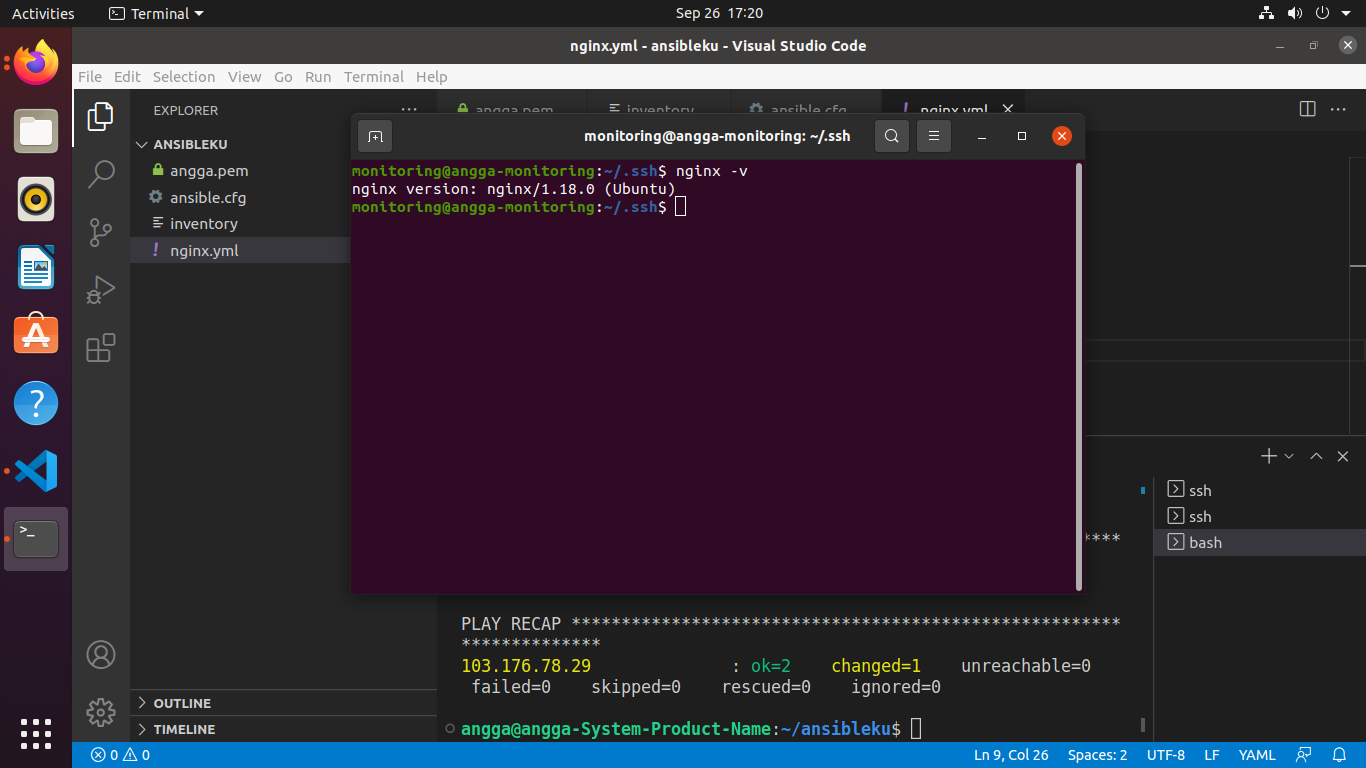 Activities Terminal Sep 26 17:20
nginx.yml - ansibleku - Visual Studio Code
File Edit Selection View Go Run Terminal Help
EXPLORER
angga.pem inventory ansible.cfg ! nginx.yml
ANSIBLEKU
angga.pem
ansible.cfg
inventory
! nginx.yml
monitoring@angga-monitoring: ~/.ssh
monitoring@angga-monitoring:~/.ssh$ nginx -v
nginx version: nginx/1.18.0 (Ubuntu)
monitoring@angga-monitoring:~/.ssh$
ssh
ssh
bash
****
PLAY RECAP *******************************************************
**************
103.176.78.29 : ok=2 changed=1 unreachable=0
failed=0 skipped=0 rescued=0 ignored=0
angga@angga-System-Product-Name:~/ansibleku$
OUTLINE
TIMELINE
0 0 Ln 9, Col 26 Spaces: 2 UTF-8 LF YAML